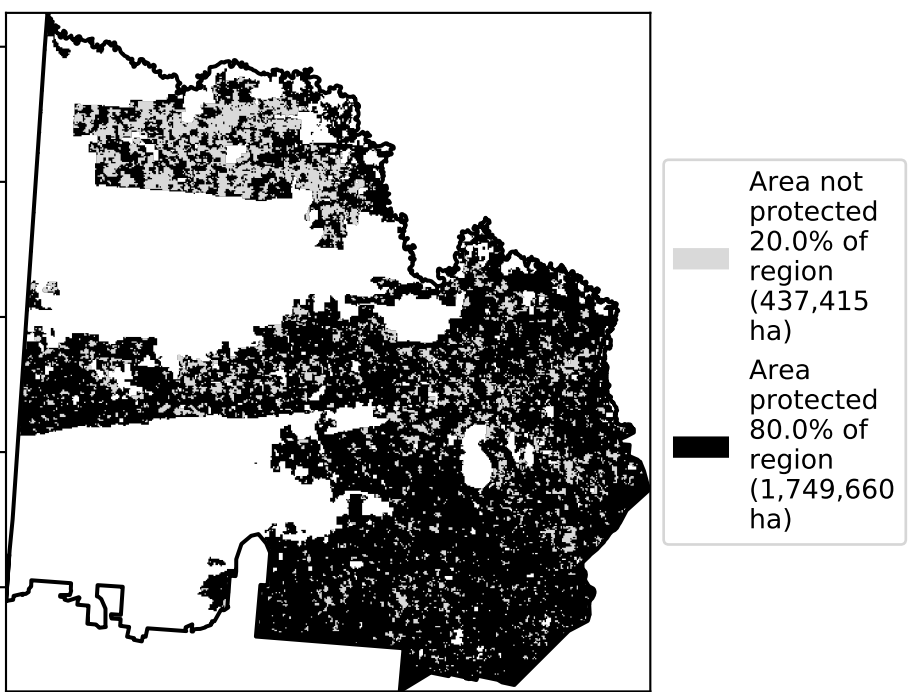 Area not
protected
20.0% of
region
(437,415
ha)
Area
protected
80.0% of
region
(1,749,660
ha)